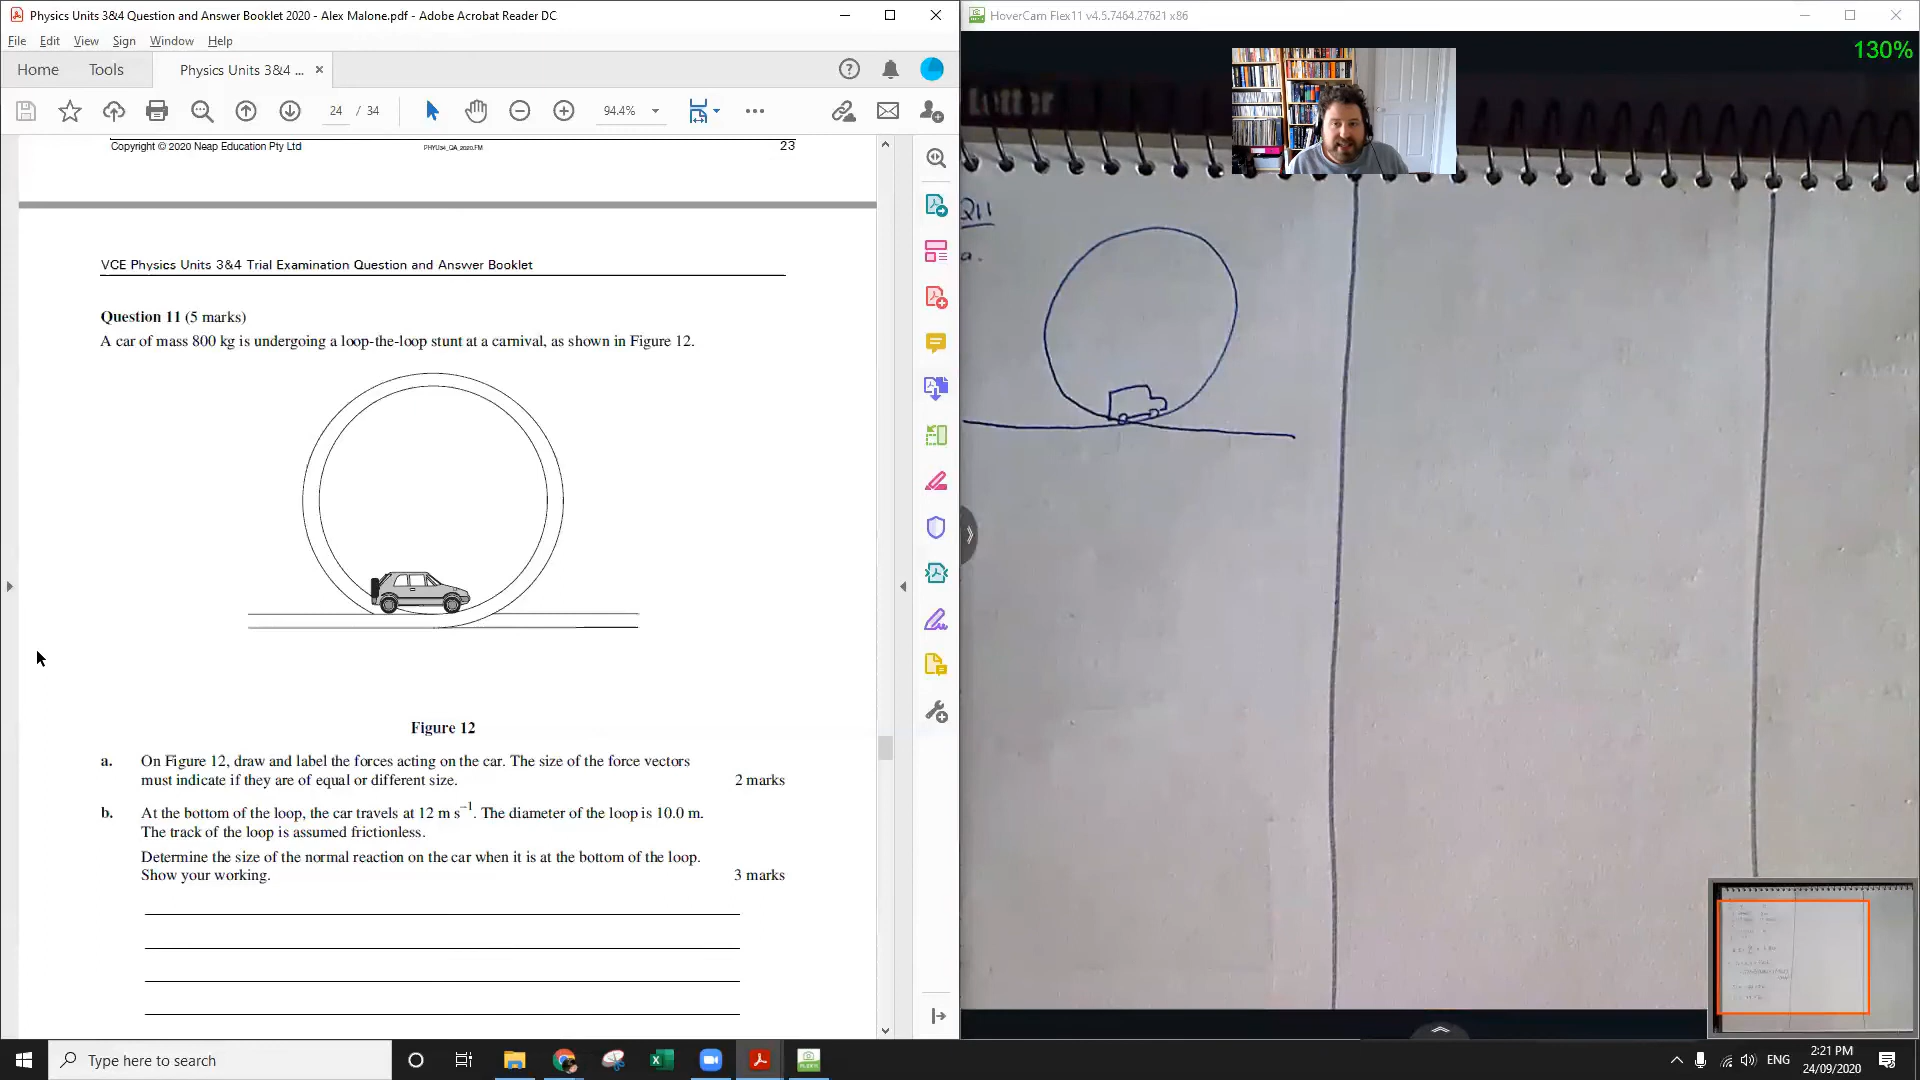 Physics Units 3&4 Question and Answer Booklet 2020 - Alex Malone.pdf - Adobe Acrobat Reader DC
File Edit View Sign Window Help
Home Tools Physics Units 3&4 ... ×
24 / 34 94.4%
Copyright © 2020 Neap Education Pty Ltd PHYU34_QA_2020.FM 23
VCE Physics Units 3&4 Trial Examination Question and Answer Booklet
Question 11 (5 marks)
A car of mass 800 kg is undergoing a loop-the-loop stunt at a carnival, as shown in Figure 12.
Figure 12
a. On Figure 12, draw and label the forces acting on the car. The size of the force vectors
must indicate if they are of equal or different size. 2 marks
b. At the bottom of the loop, the car travels at 12 m s⁻¹. The diameter of the loop is 10.0 m.
The track of the loop is assumed frictionless.
Determine the size of the normal reaction on the car when it is at the bottom of the loop.
Show your working. 3 marks
HoverCam Flex11 v4.5.7464.27621 x86
130%
Q11
a.
Type here to search
ENG
2:21 PM
24/09/2020